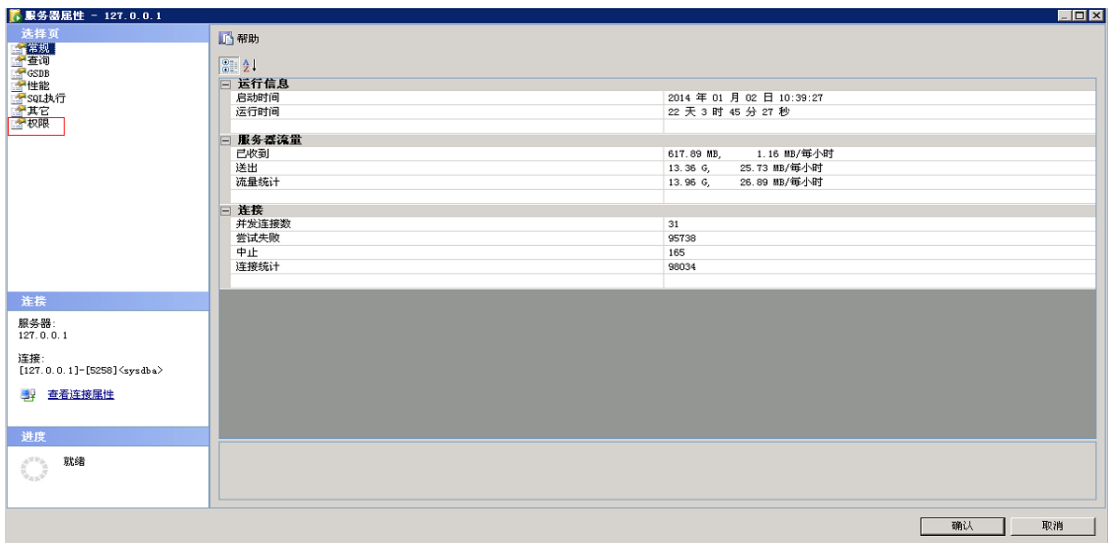 服务器属性 - 127.0.0.1
选择页
常规
查询
GSDB
性能
SQL执行
其它
权限
帮助
运行信息
启动时间 2014 年 01 月 02 日 10:39:27
运行时间 22 天 3 时 45 分 27 秒
服务器流量
已收到 617.89 MB, 1.16 MB/每小时
送出 13.36 G, 25.73 MB/每小时
流量统计 13.96 G, 26.89 MB/每小时
连接
并发连接数 31
尝试失败 95738
中止 165
连接统计 98034
连接
服务器:
127.0.0.1
连接:
[127.0.0.1]-[5258]<sysdba>
查看连接属性
进度
就绪
确认 取消